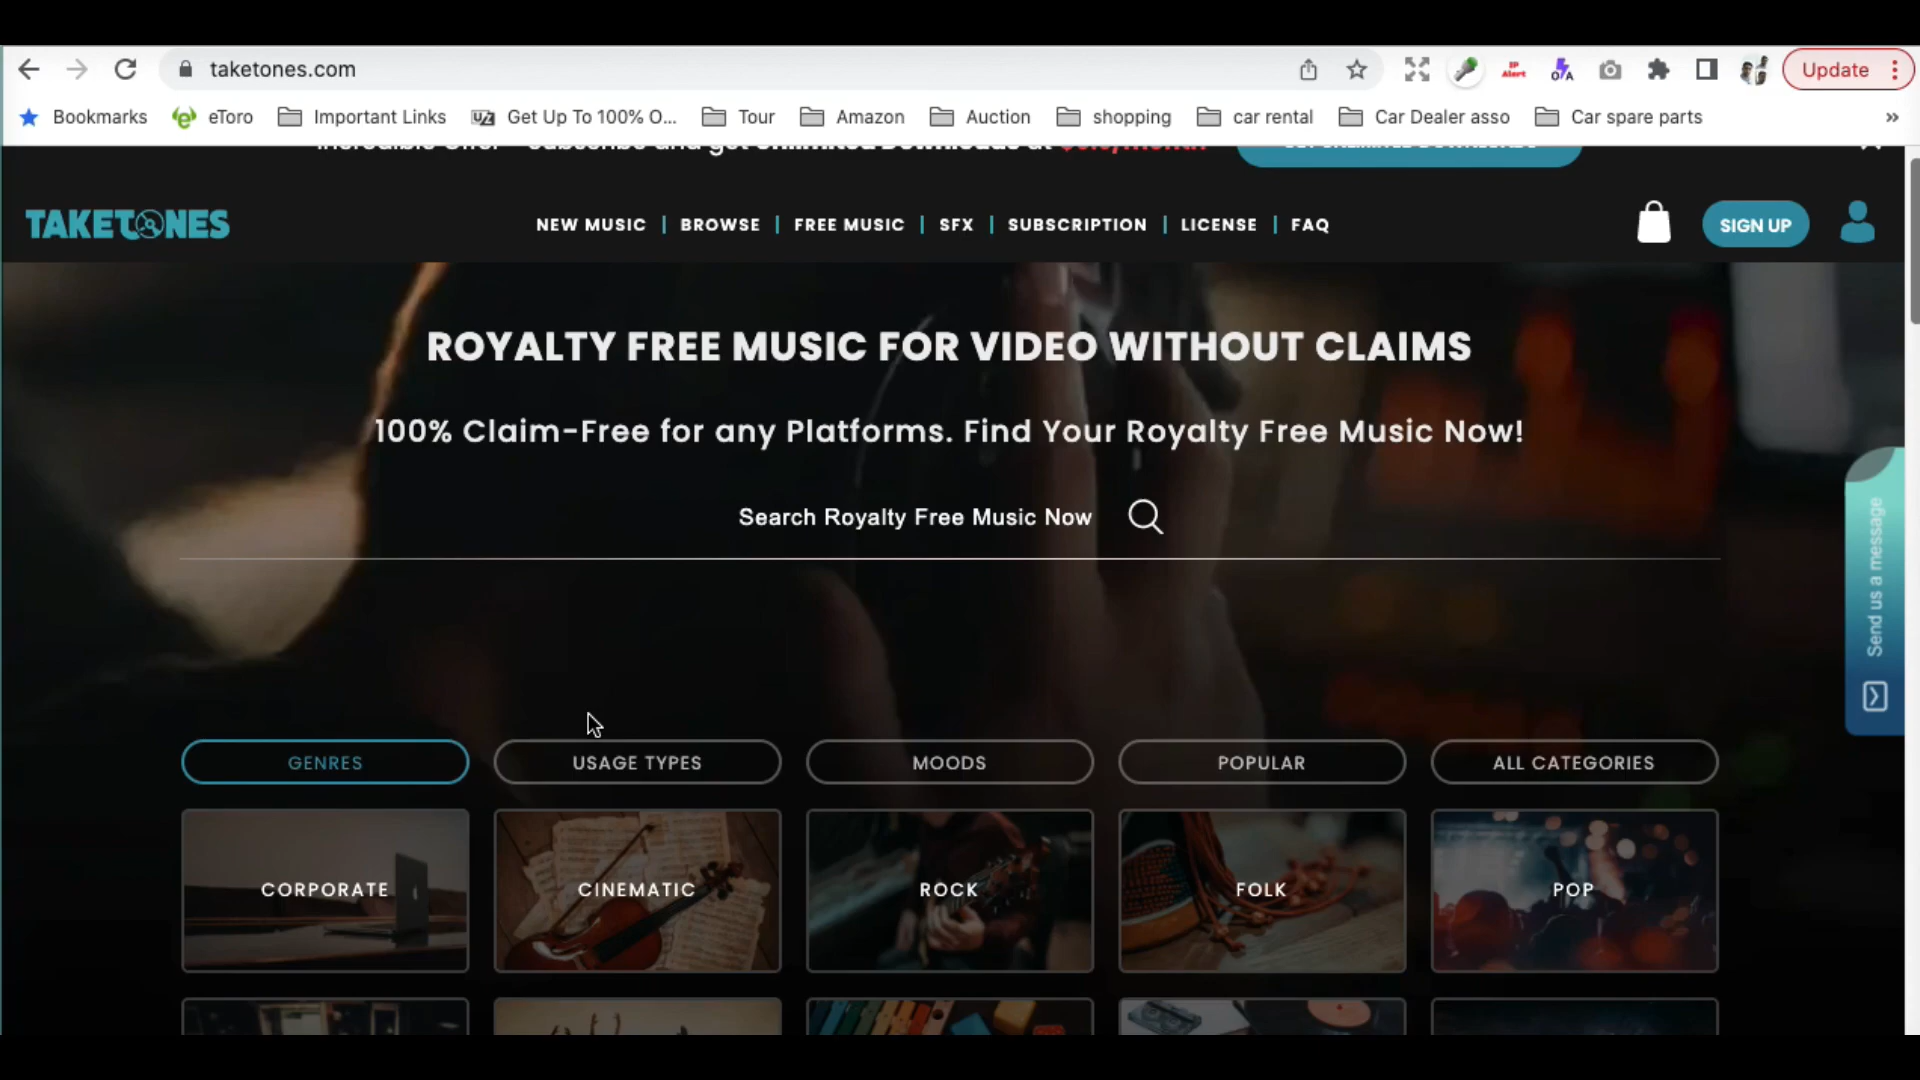 taketones.com
Update
Bookmarks eToro Important Links Get Up To 100% O... Tour Amazon Auction shopping car rental Car Dealer asso Car spare parts »
TAKETONES
NEW MUSIC | BROWSE | FREE MUSIC | SFX | SUBSCRIPTION | LICENSE | FAQ
SIGN UP
ROYALTY FREE MUSIC FOR VIDEO WITHOUT CLAIMS
100% Claim-Free for any Platforms. Find Your Royalty Free Music Now!
Search Royalty Free Music Now
Send us a message
GENRES USAGE TYPES MOODS POPULAR ALL CATEGORIES
CORPORATE CINEMATIC ROCK FOLK POP